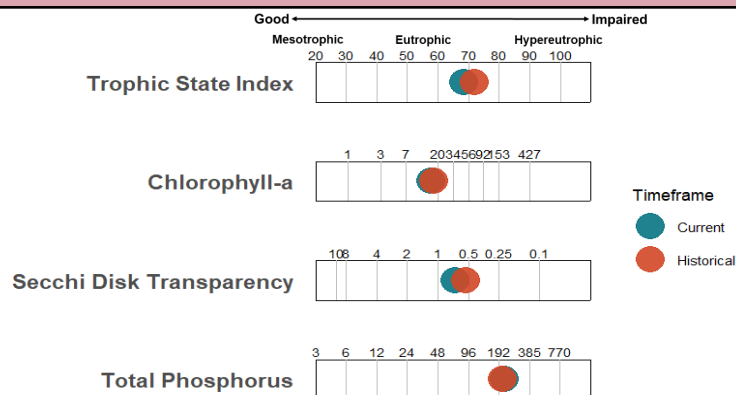 Good Impaired
Mesotrophic Eutrophic Hypereutrophic
20 30 40 50 60 70 80 90 100
Trophic State Index
1 3 7 20 34 56 92 153 427
Chlorophyll-a
10 8 4 2 1 0.5 0.25 0.1
Secchi Disk Transparency
3 6 12 24 48 96 192 385 770
Total Phosphorus
Timeframe
Current
Historical